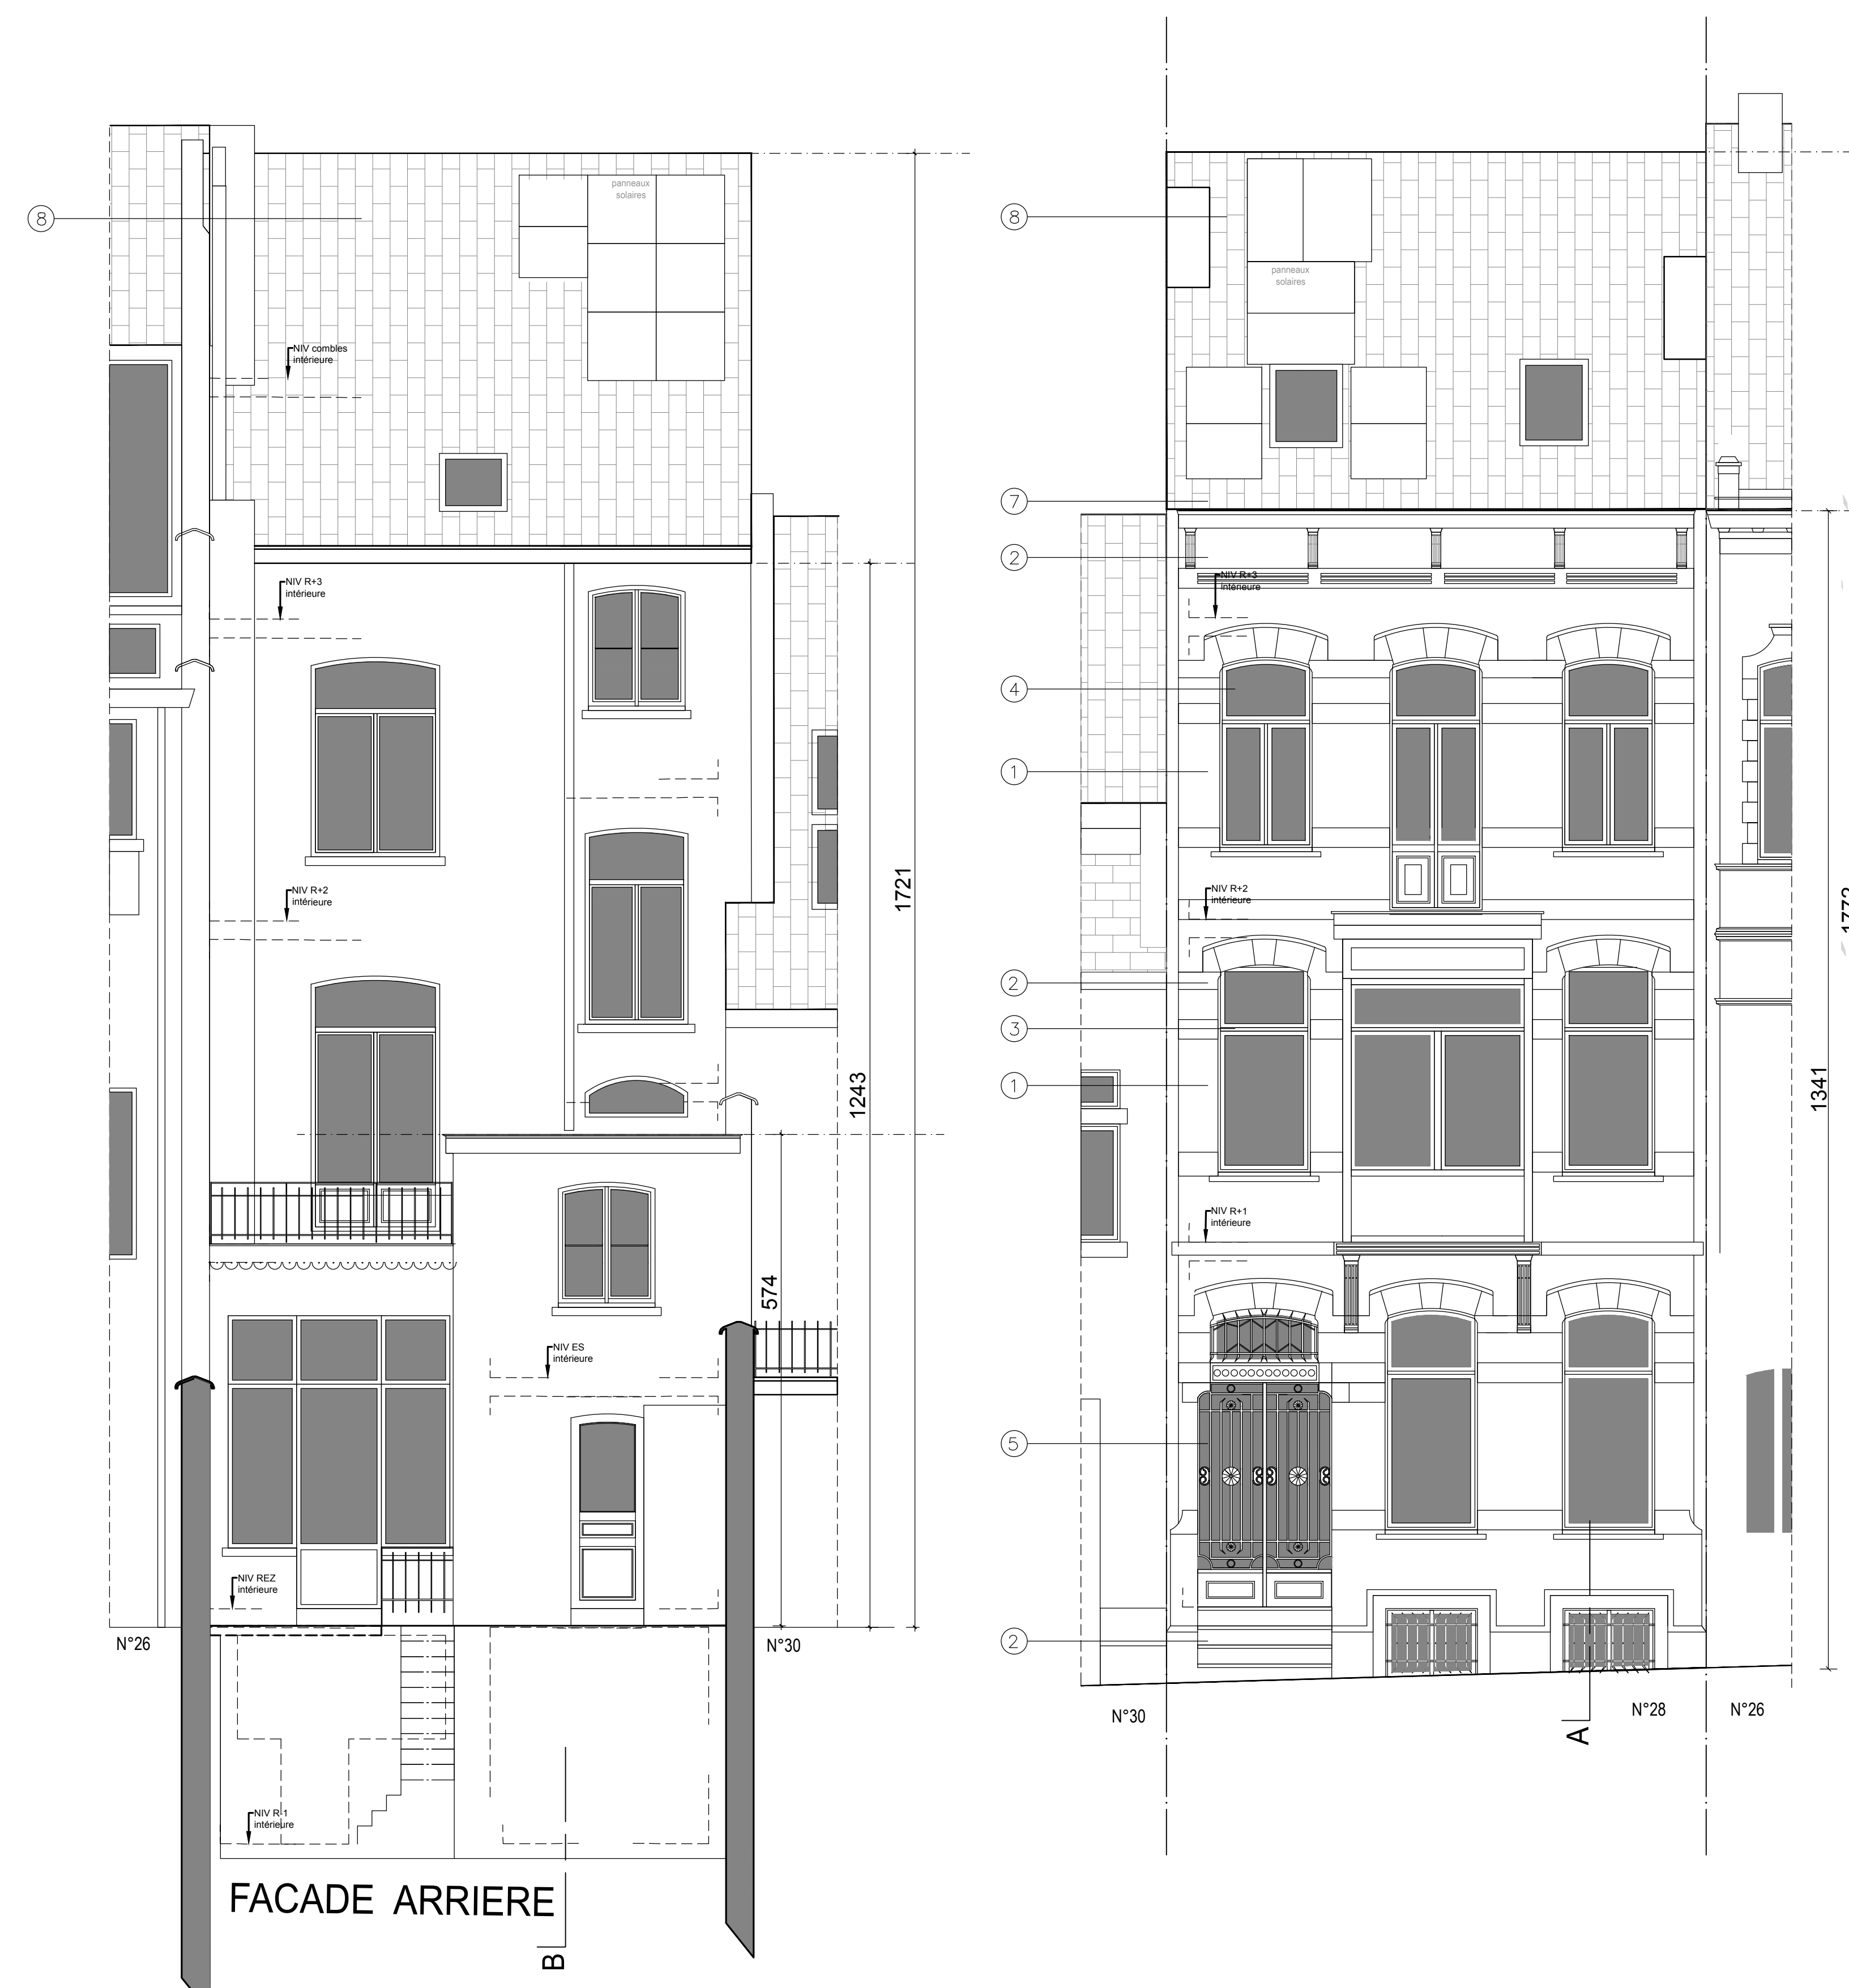 8
panneaux
solaires
NIV combles
intérieure
NIV R+3
intérieure
NIV R+2
intérieure
1721
1243
574
NIV ES
intérieure
NIV REZ
intérieure
N°26
N°30
NIV R-1
intérieure
FACADE ARRIERE
B
8
panneaux
solaires
7
2
NIV R+3
intérieure
4
1
NIV R+2
intérieure
2
3
1
NIV R+1
intérieure
1341
5
2
N°30
N°28
N°26
A